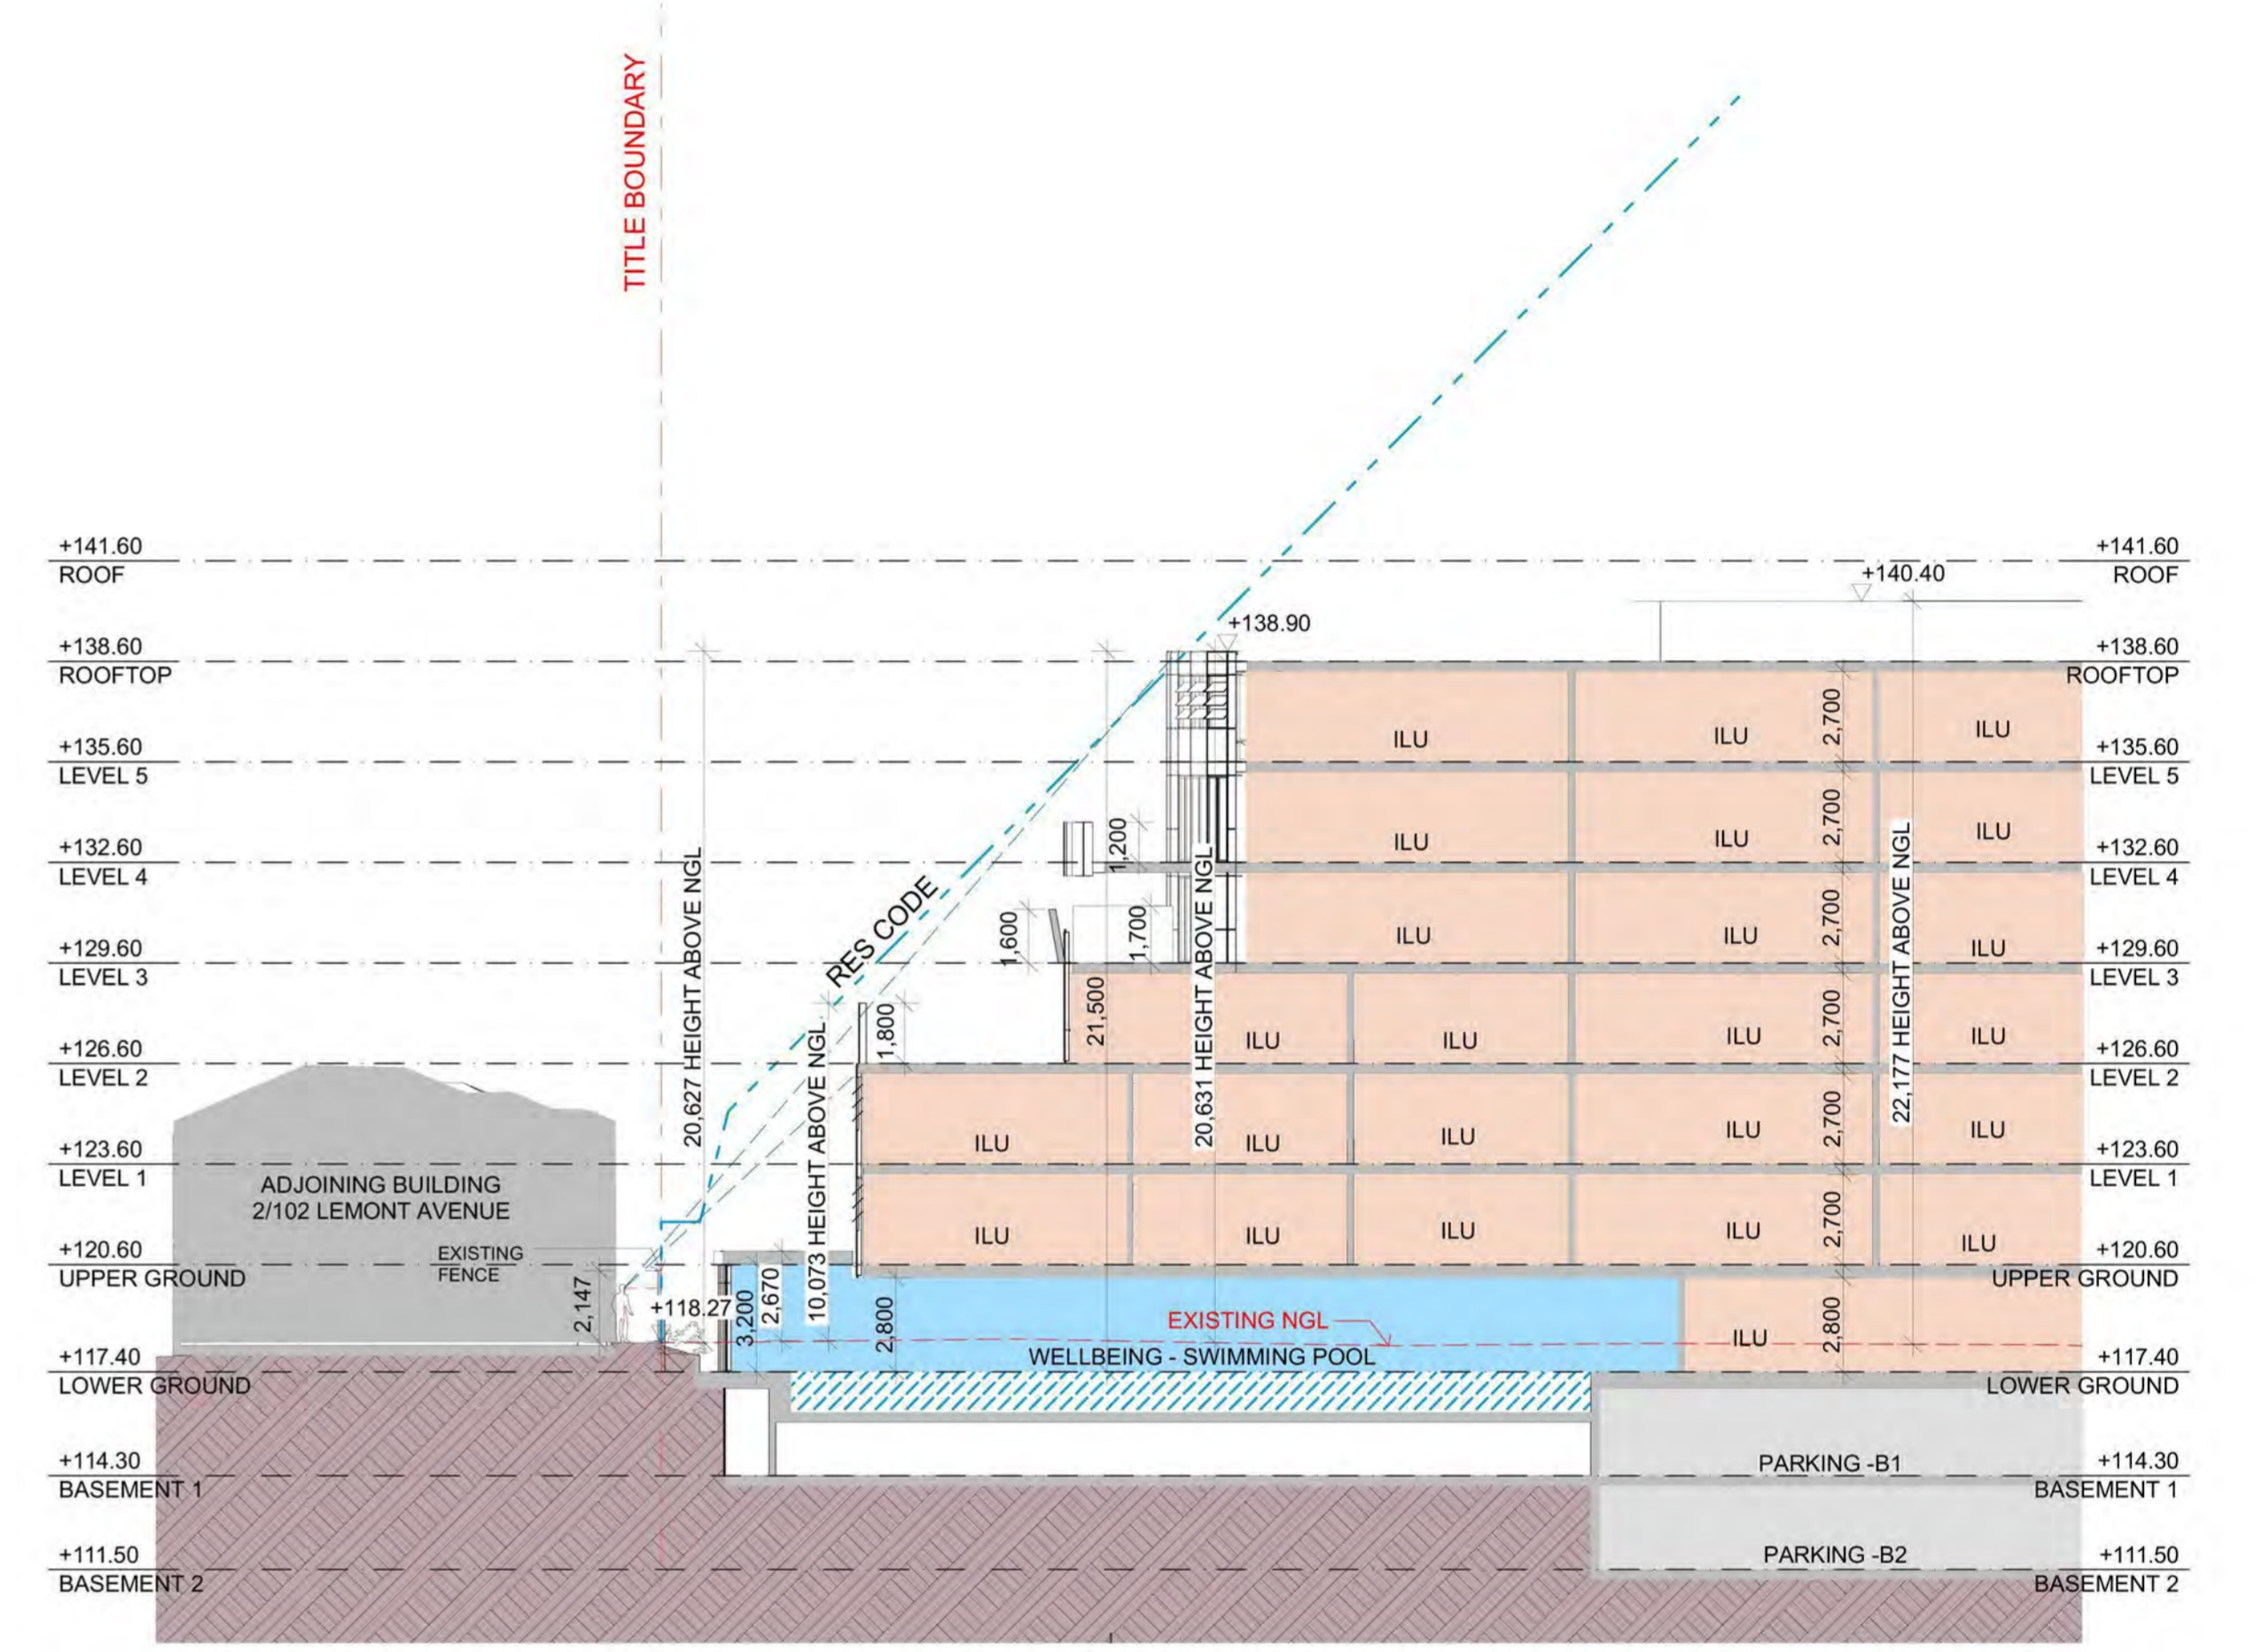 TITLE BOUNDARY
+141.60
ROOF
+141.60
ROOF
+140.40
+138.90
+138.60
ROOFTOP
+138.60
ROOFTOP
2,700
ILU
ILU
ILU
+135.60
LEVEL 5
+135.60
LEVEL 5
1,200
2,700
ILU
ILU
ILU
+132.60
LEVEL 4
+132.60
LEVEL 4
RES CODE
20,627 HEIGHT ABOVE NGL
20,631 HEIGHT ABOVE NGL
22,177 HEIGHT ABOVE NGL
1,600
1,700
2,700
ILU
ILU
ILU
+129.60
LEVEL 3
+129.60
LEVEL 3
10,073 HEIGHT ABOVE NGL
1,800
21,500
2,700
ILU
ILU
ILU
ILU
+126.60
LEVEL 2
+126.60
LEVEL 2
2,700
ILU
ILU
ILU
ILU
ILU
+123.60
LEVEL 1
+123.60
LEVEL 1
ADJOINING BUILDING
2/102 LEMONT AVENUE
2,700
ILU
ILU
ILU
ILU
ILU
EXISTING
FENCE
+120.60
UPPER GROUND
+120.60
UPPER GROUND
2,147
+118.27
3,200
2,670
2,800
EXISTING NGL
ILU
2,800
WELLBEING - SWIMMING POOL
+117.40
LOWER GROUND
+117.40
LOWER GROUND
PARKING -B1
+114.30
BASEMENT 1
+114.30
BASEMENT 1
PARKING -B2
+111.50
BASEMENT 2
+111.50
BASEMENT 2